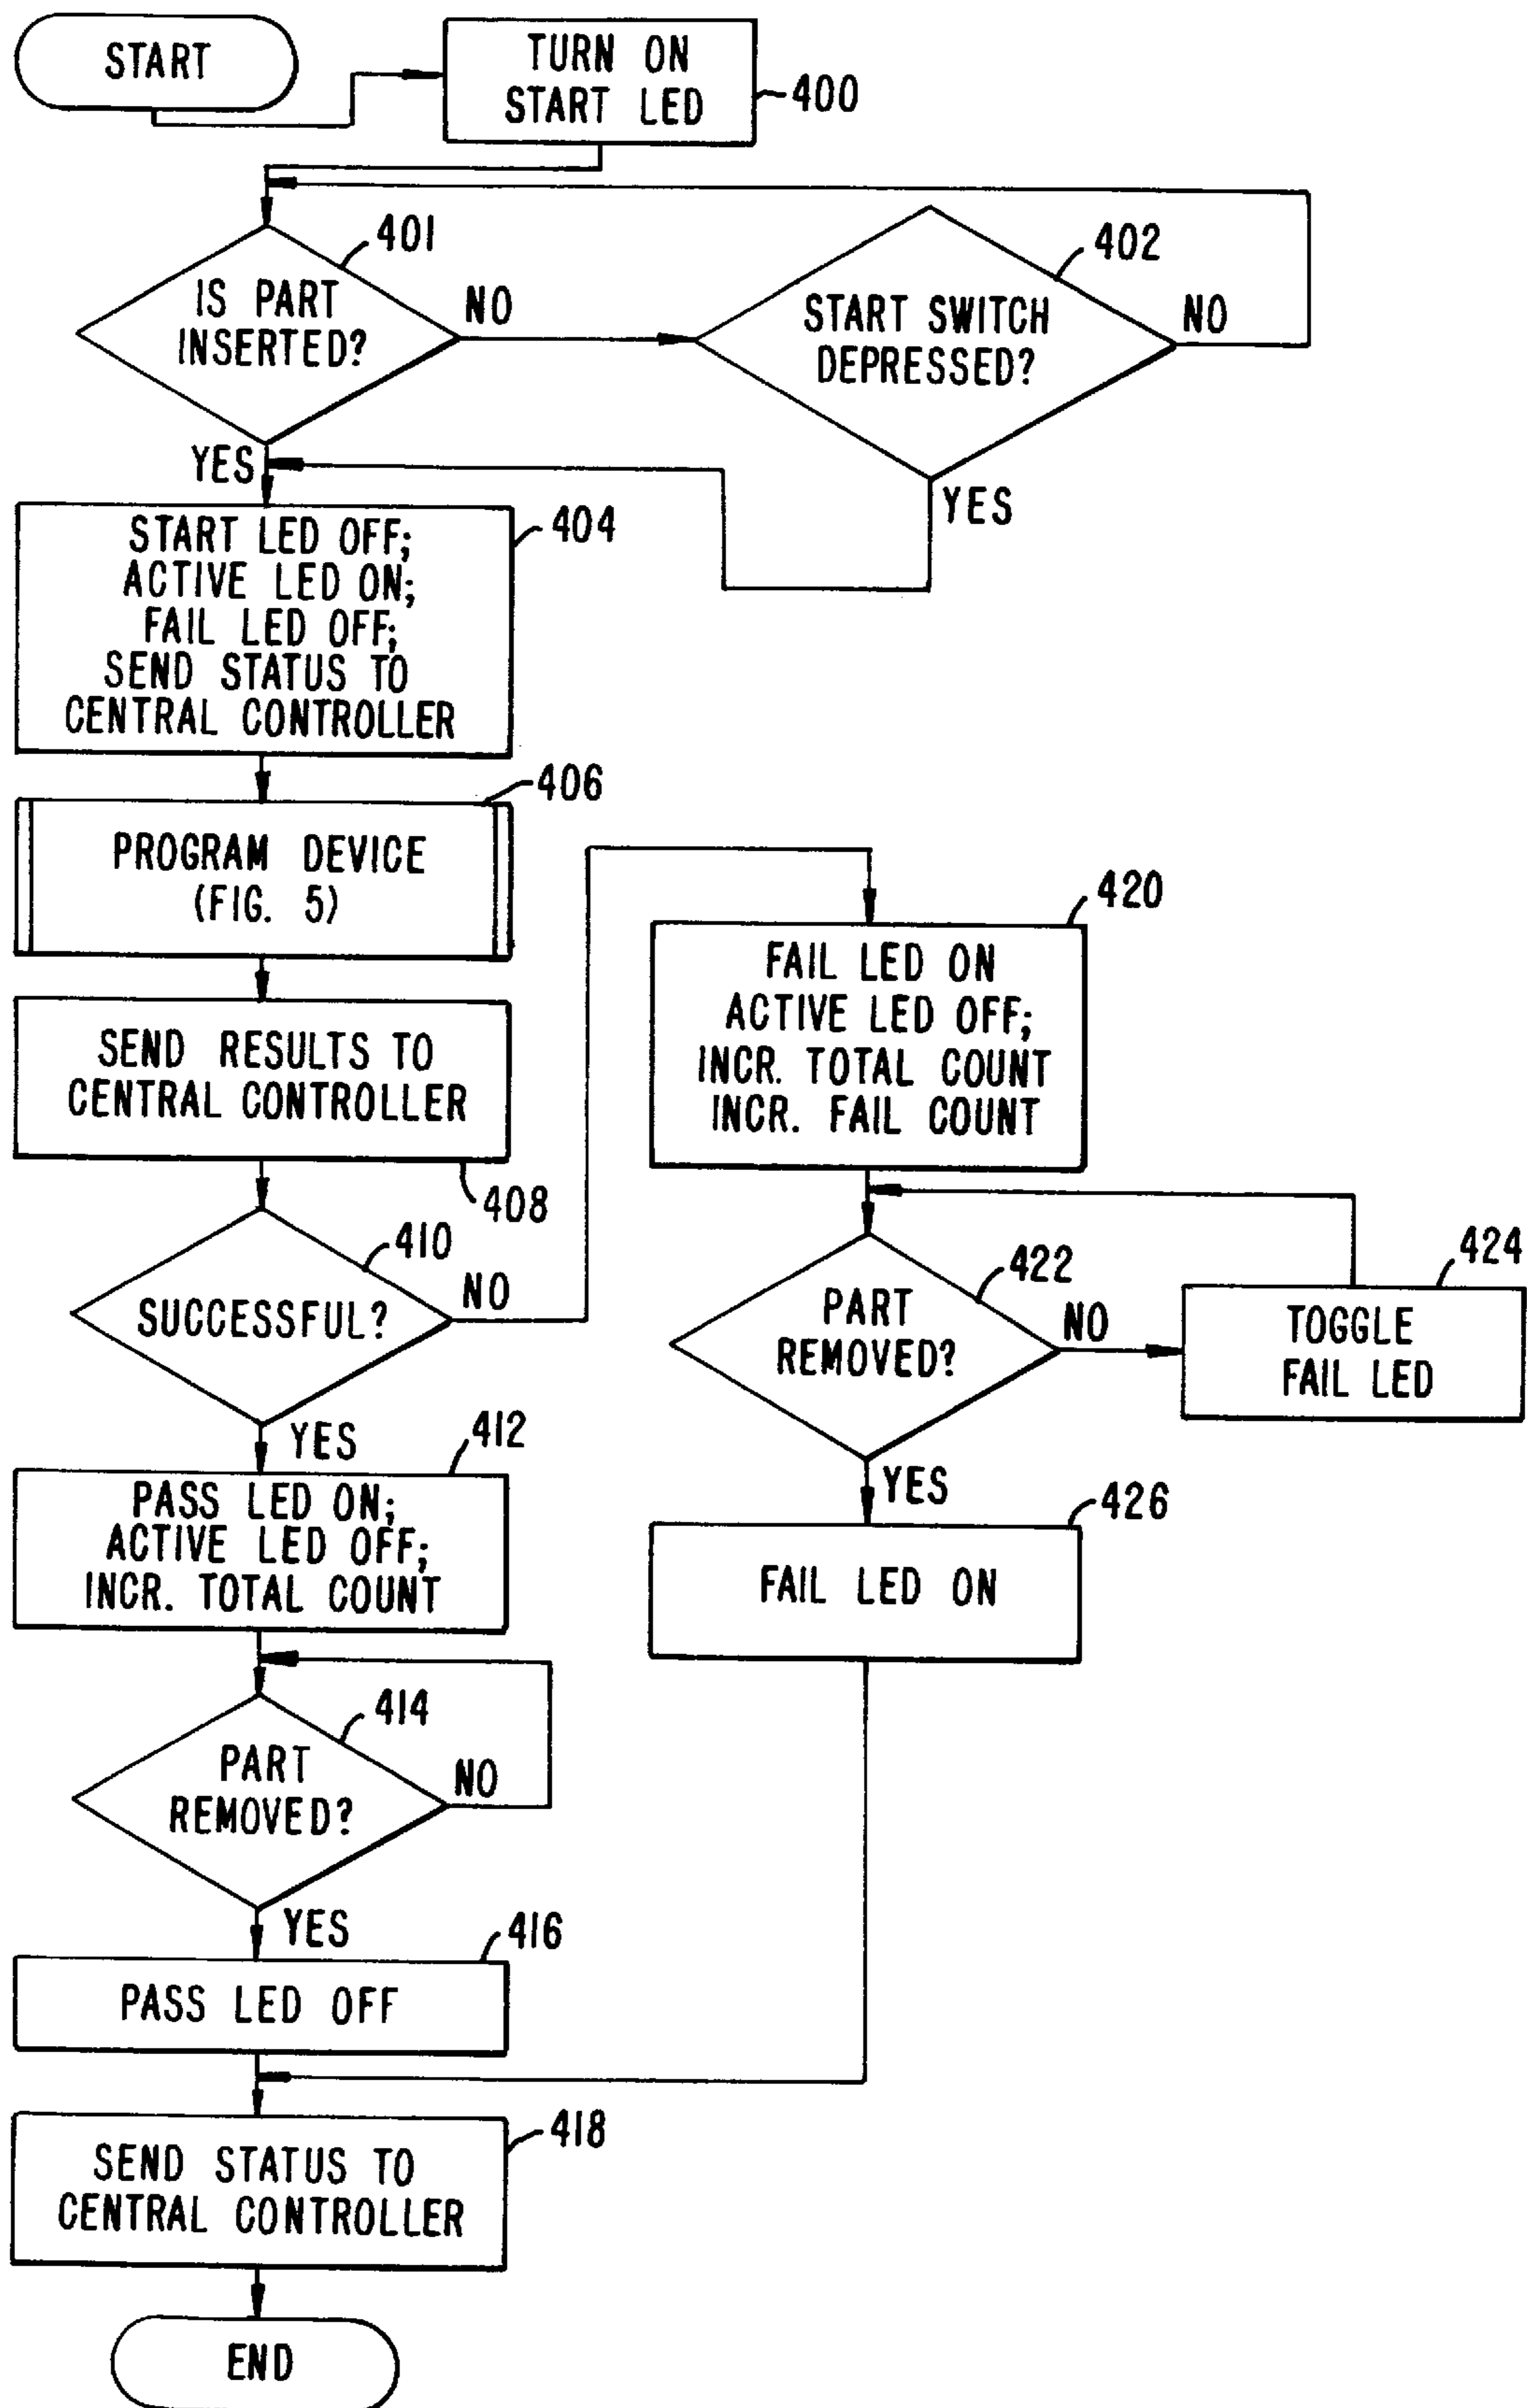 START
TURN ON
START LED
400
401
IS PART
INSERTED?
NO
402
START SWITCH
DEPRESSED?
NO
YES
YES
START LED OFF;
ACTIVE LED ON;
FAIL LED OFF;
SEND STATUS TO
CENTRAL CONTROLLER
404
406
PROGRAM DEVICE
(FIG. 5)
SEND RESULTS TO
CENTRAL CONTROLLER
408
410
SUCCESSFUL?
NO
YES
412
PASS LED ON;
ACTIVE LED OFF;
INCR. TOTAL COUNT
414
PART
REMOVED?
NO
YES
416
PASS LED OFF
420
FAIL LED ON
ACTIVE LED OFF;
INCR. TOTAL COUNT
INCR. FAIL COUNT
422
PART
REMOVED?
NO
424
TOGGLE
FAIL LED
YES
426
FAIL LED ON
418
SEND STATUS TO
CENTRAL CONTROLLER
END